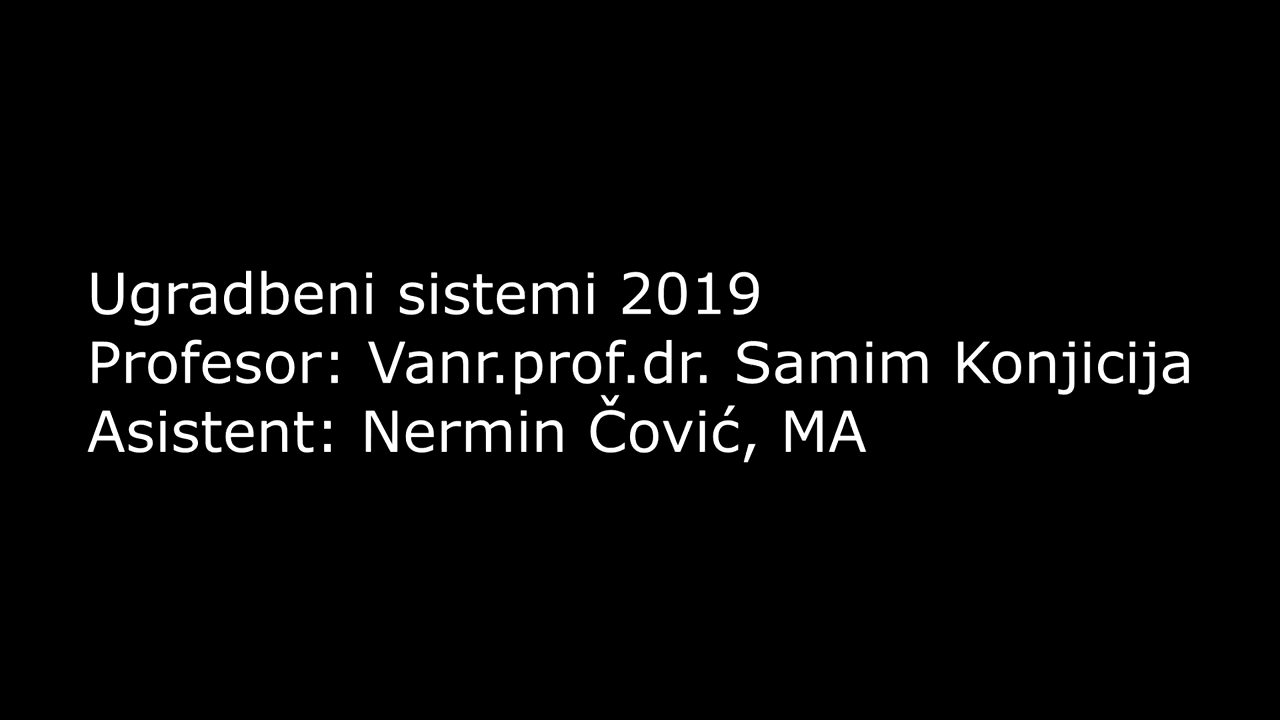 Ugradbeni sistemi 2019
Profesor: Vanr.prof.dr. Samim Konjicija
Asistent: Nermin Čović, MA